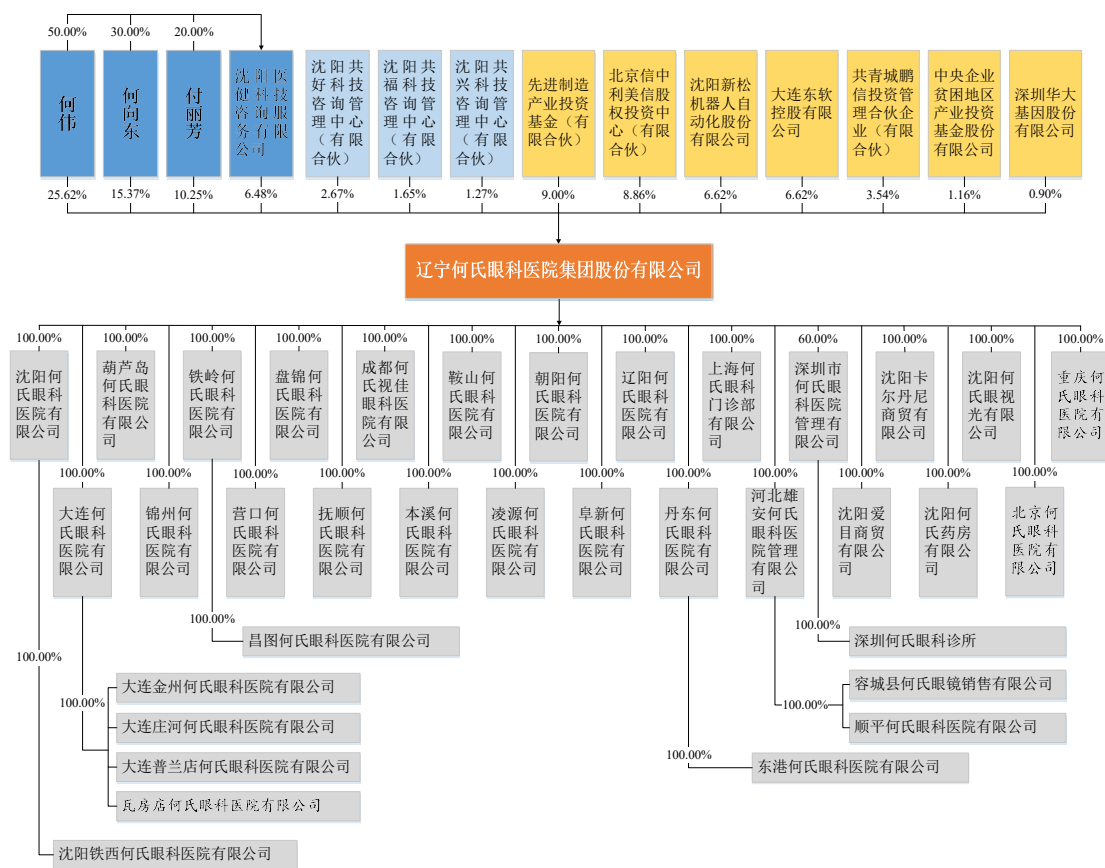 50.00%
30.00%
20.00%
何伟
何向东
付丽芳
沈阳医
健科技
咨询服
务有限
公司
沈阳共
好科技
咨询管
理中心
（有限
合伙）
沈阳共
福科技
咨询管
理中心
（有限
合伙）
沈阳共
兴科技
咨询管
理中心
（有限
合伙）
先进制造
产业投资
基金（有
限合伙）
北京信中
利美信股
权投资中
心（有限
合伙）
沈阳新松
机器人自
动化股份
有限公司
大连东软
控股有限
公司
共青城鹏
信投资管
理合伙企
业（有限
合伙）
中央企业
贫困地区
产业投资
基金股份
有限公司
深圳华大
基因股份
有限公司
25.62%
15.37%
10.25%
6.48%
2.67%
1.65%
1.27%
9.00%
8.86%
6.62%
6.62%
3.54%
1.16%
0.90%
辽宁何氏眼科医院集团股份有限公司
100.00%
100.00%
100.00%
100.00%
100.00%
100.00%
100.00%
100.00%
100.00%
60.00%
100.00%
100.00%
100.00%
沈阳何
氏眼科
医院有
限公司
葫芦岛
何氏眼
科医院
有限公
司
铁岭何
氏眼科
医院有
限公司
盘锦何
氏眼科
医院有
限公司
成都何
氏视佳
眼科医
院有限
公司
鞍山何
氏眼科
医院有
限公司
朝阳何
氏眼科
医院有
限公司
辽阳何
氏眼科
医院有
限公司
上海何
氏眼科
门诊部
有限公
司
深圳市
何氏眼
科医院
管理有
限公司
沈阳卡
尔丹尼
商贸有
限公司
沈阳何
氏眼视
光有限
公司
重庆何
氏眼科
医院有
限公司
100.00%
100.00%
100.00%
100.00%
100.00%
100.00%
100.00%
100.00%
100.00%
100.00%
100.00%
100.00%
大连何
氏眼科
医院有
限公司
锦州何
氏眼科
医院有
限公司
营口何
氏眼科
医院有
限公司
抚顺何
氏眼科
医院有
限公司
本溪何
氏眼科
医院有
限公司
凌源何
氏眼科
医院有
限公司
阜新何
氏眼科
医院有
限公司
丹东何
氏眼科
医院有
限公司
河北雄
安何氏
眼科医
院管理
有限公
司
沈阳爱
目商贸
有限公
司
沈阳何
氏药房
有限公
司
北京何
氏眼科
医院有
限公司
100.00%
昌图何氏眼科医院有限公司
100.00%
深圳何氏眼科诊所
100.00%
大连金州何氏眼科医院有限公司
容城县何氏眼镜销售有限公司
100.00%
100.00%
大连庄河何氏眼科医院有限公司
顺平何氏眼科医院有限公司
100.00%
大连普兰店何氏眼科医院有限公司
东港何氏眼科医院有限公司
瓦房店何氏眼科医院有限公司
沈阳铁西何氏眼科医院有限公司